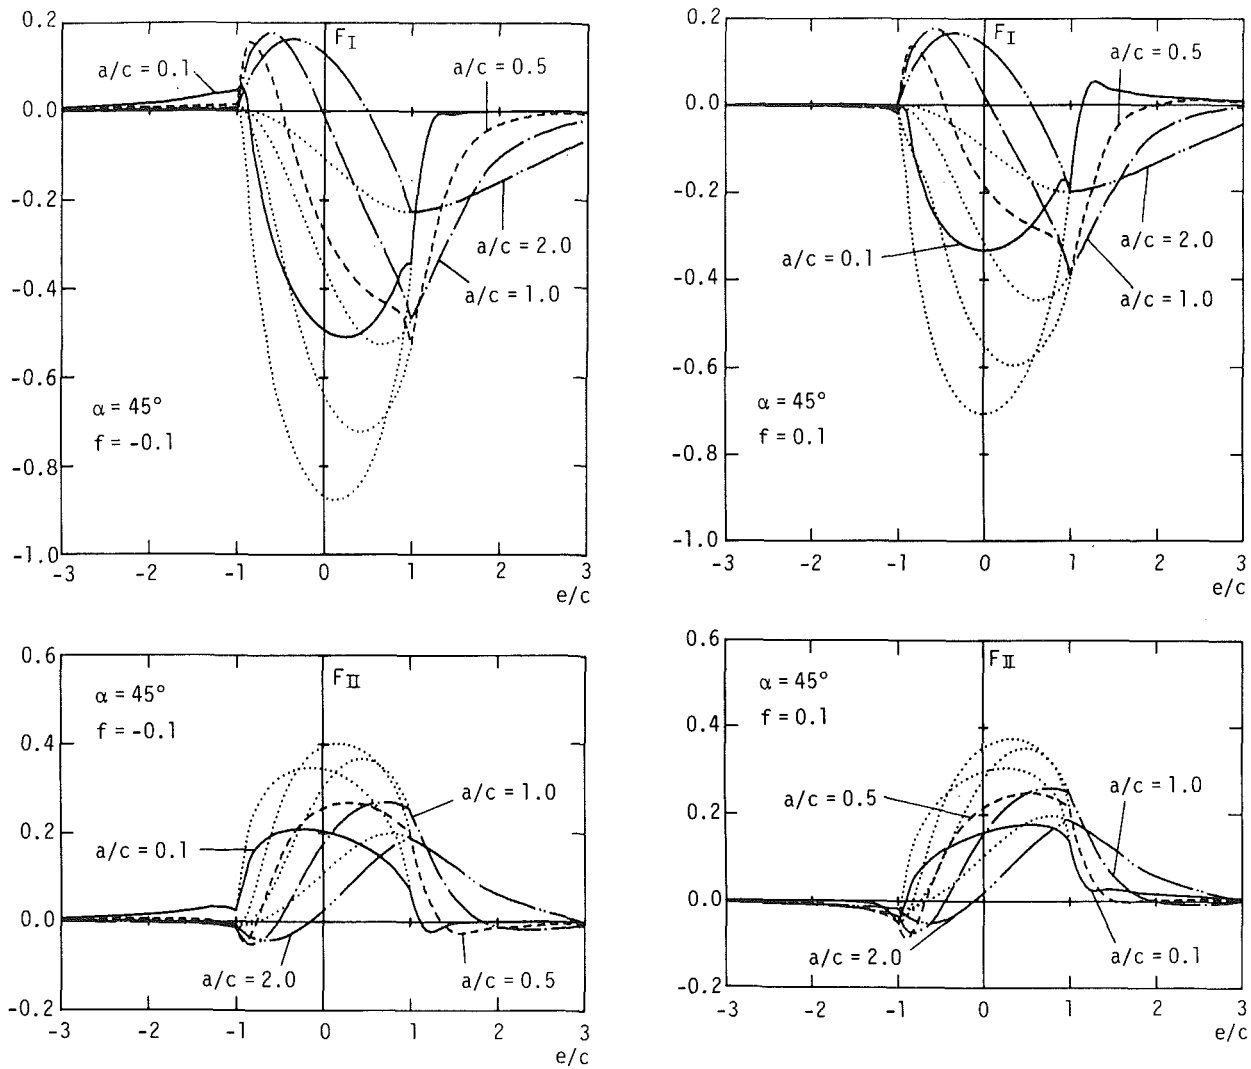 0.2
F_I
a/c = 0.1
a/c = 0.5
0.0
-0.2
a/c = 2.0
a/c = 1.0
-0.4
-0.6
α = 45°
f = -0.1
-0.8
-1.0
-3 -2 -1 0 1 2 3
e/c
0.2
F_I
a/c = 0.5
0.0
-0.2
a/c = 0.1
a/c = 2.0
a/c = 1.0
-0.4
-0.6
α = 45°
f = 0.1
-0.8
-1.0
-3 -2 -1 0 1 2 3
e/c
0.6
F_II
α = 45°
f = -0.1
0.4
a/c = 1.0
0.2
a/c = 0.1
0.0
a/c = 2.0
a/c = 0.5
-0.2
-3 -2 -1 0 1 2 3
e/c
0.6
F_II
α = 45°
f = 0.1
0.4
a/c = 0.5
a/c = 1.0
0.2
0.0
a/c = 2.0
a/c = 0.1
-0.2
-3 -2 -1 0 1 2 3
e/c